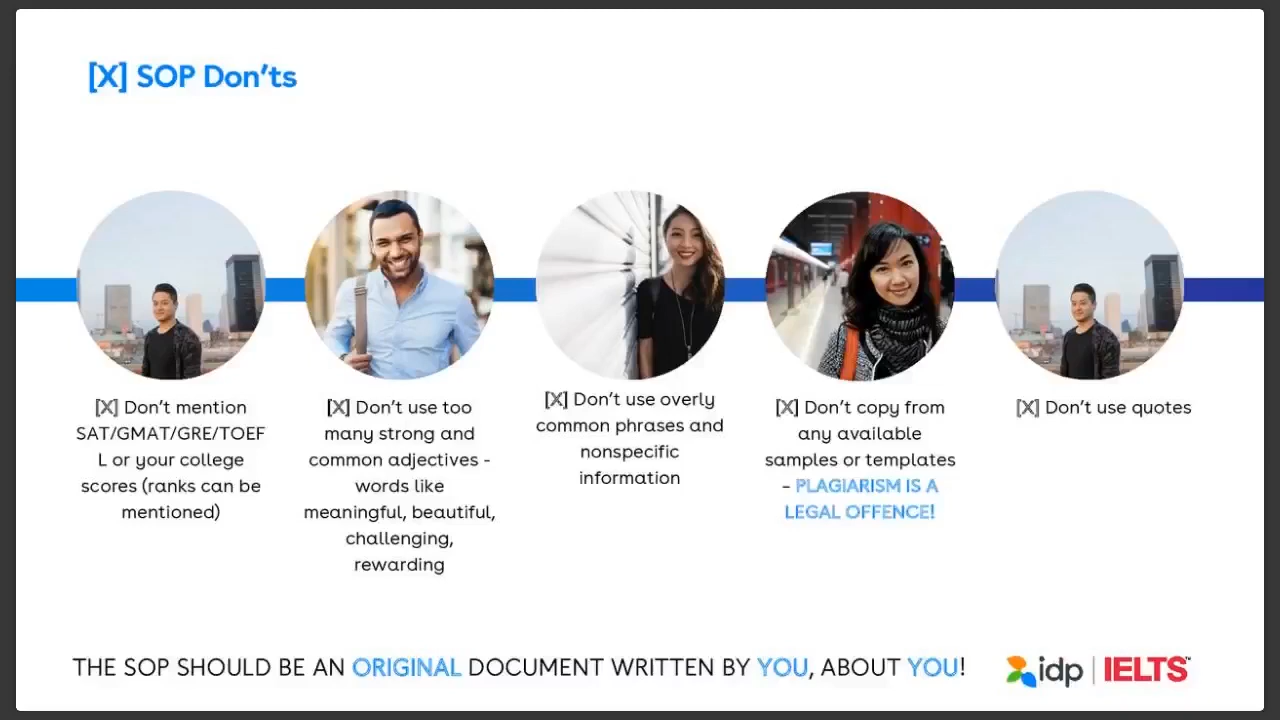 [X] SOP Don’ts
[X] Don’t mention
SAT/GMAT/GRE/TOEF
L or your college
scores (ranks can be
mentioned)
[X] Don’t use too
many strong and
common adjectives -
words like
meaningful, beautiful,
challenging,
rewarding
[X] Don’t use overly
common phrases and
nonspecific
information
[X] Don’t copy from
any available
samples or templates
– PLAGIARISM IS A
LEGAL OFFENCE!
[X] Don’t use quotes
THE SOP SHOULD BE AN ORIGINAL DOCUMENT WRITTEN BY YOU, ABOUT YOU!
idp | IELTS™